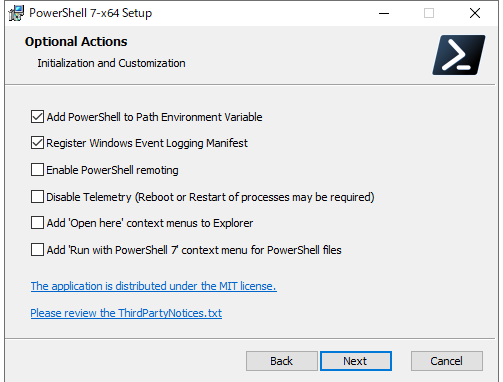 PowerShell 7-x64 Setup
Optional Actions
Initialization and Customization
Add PowerShell to Path Environment Variable
Register Windows Event Logging Manifest
Enable PowerShell remoting
Disable Telemetry (Reboot or Restart of processes may be required)
Add 'Open here' context menus to Explorer
Add 'Run with PowerShell 7' context menu for PowerShell files
The application is distributed under the MIT license.
Please review the ThirdPartyNotices.txt
Back Next Cancel